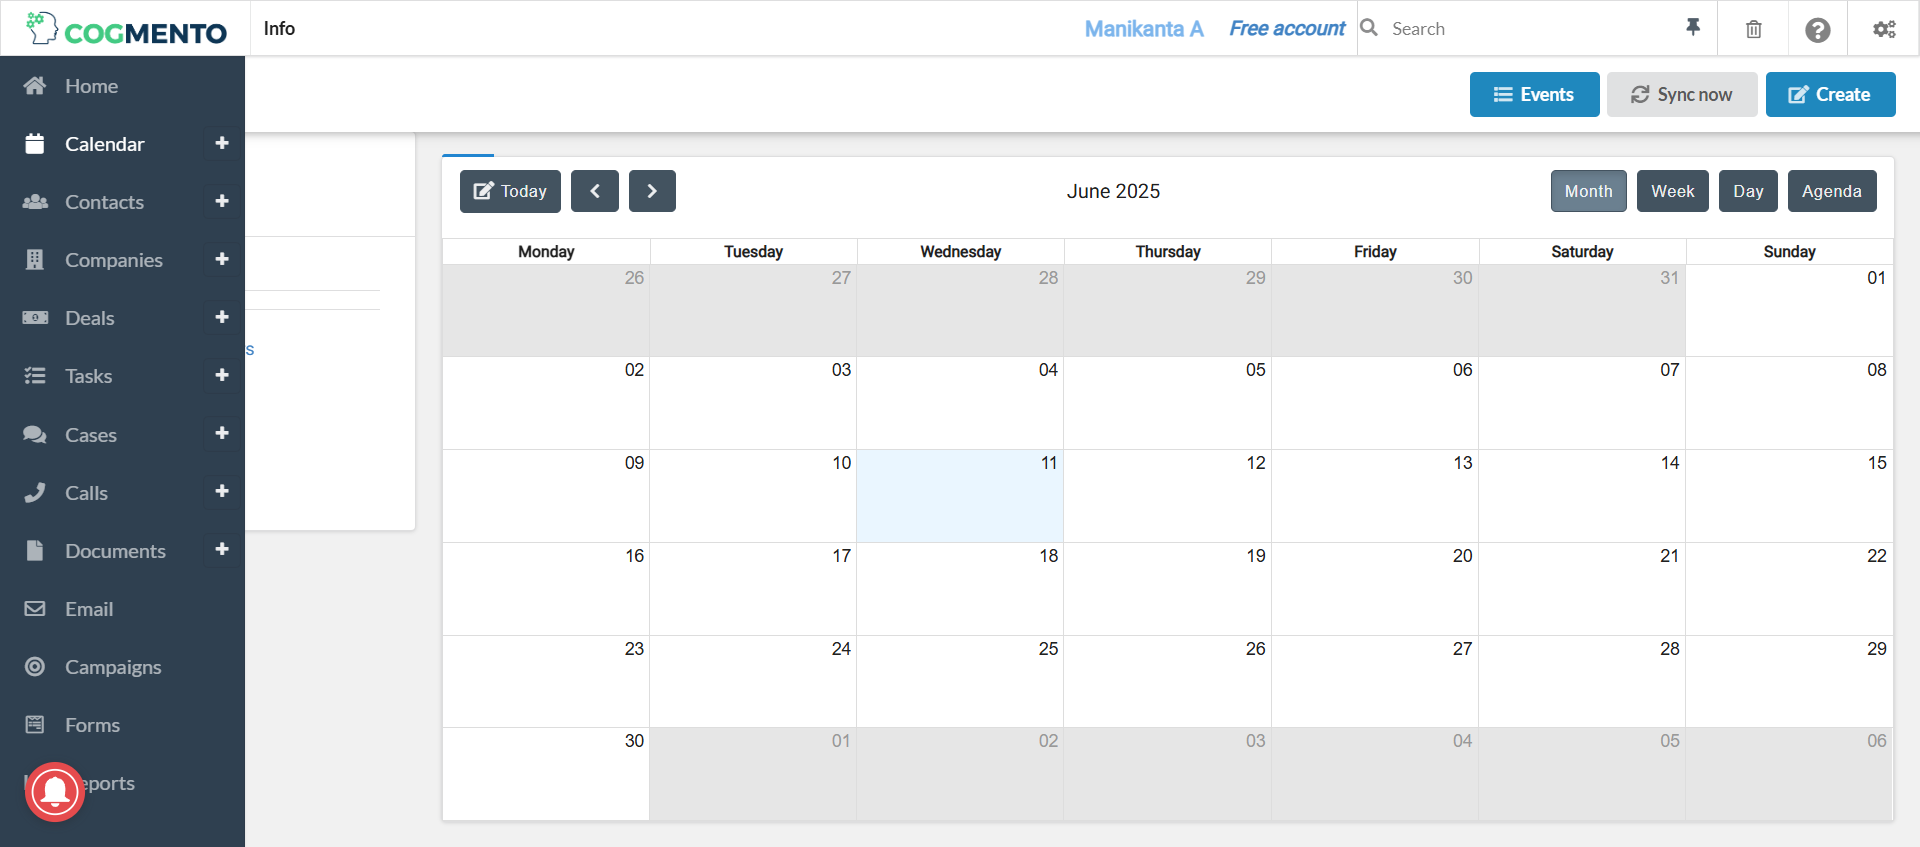 COGMENTO
Info
Manikanta A
Free account
Search
Home
Calendar
Contacts
Companies
Deals
Tasks
Cases
Calls
Documents
Email
Campaigns
Forms
eports
s
Events
Sync now
Create
Today
June 2025
Month
Week
Day
Agenda
Monday Tuesday Wednesday Thursday Friday Saturday Sunday
26 27 28 29 30 31 01
02 03 04 05 06 07 08
09 10 11 12 13 14 15
16 17 18 19 20 21 22
23 24 25 26 27 28 29
30 01 02 03 04 05 06